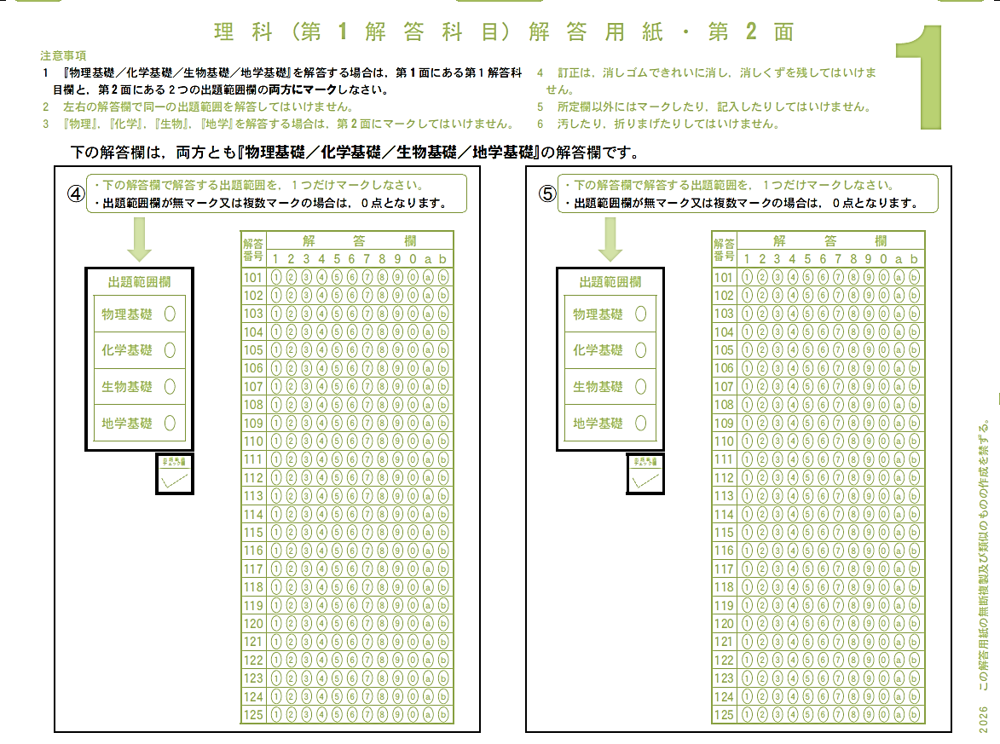 理科（第1解答科目）解答用紙・第2面
1
注意事項
1　『物理基礎／化学基礎／生物基礎／地学基礎』を解答する場合は，第1面にある第1解答科
目欄と，第2面にある2つの出題範囲欄の両方にマークしなさい。
2　左右の解答欄で同一の出題範囲を解答してはいけません。
3　『物理』，『化学』，『生物』，『地学』を解答する場合は，第2面にマークしてはいけません。
4　訂正は，消しゴムできれいに消し，消しくずを残してはいけま
せん。
5　所定欄以外にはマークしたり，記入したりしてはいけません。
6　汚したり，折りまげたりしてはいけません。
下の解答欄は，両方とも『物理基礎／化学基礎／生物基礎／地学基礎』の解答欄です。
④
・下の解答欄で解答する出題範囲を，1つだけマークしなさい。
・出題範囲欄が無マーク又は複数マークの場合は，0点となります。
出題範囲欄
物理基礎
化学基礎
生物基礎
地学基礎
出題範囲
チェック欄
解答番号　解答欄
1 2 3 4 5 6 7 8 9 0 a b
101 1 2 3 4 5 6 7 8 9 0 a b
102 1 2 3 4 5 6 7 8 9 0 a b
103 1 2 3 4 5 6 7 8 9 0 a b
104 1 2 3 4 5 6 7 8 9 0 a b
105 1 2 3 4 5 6 7 8 9 0 a b
106 1 2 3 4 5 6 7 8 9 0 a b
107 1 2 3 4 5 6 7 8 9 0 a b
108 1 2 3 4 5 6 7 8 9 0 a b
109 1 2 3 4 5 6 7 8 9 0 a b
110 1 2 3 4 5 6 7 8 9 0 a b
111 1 2 3 4 5 6 7 8 9 0 a b
112 1 2 3 4 5 6 7 8 9 0 a b
113 1 2 3 4 5 6 7 8 9 0 a b
114 1 2 3 4 5 6 7 8 9 0 a b
115 1 2 3 4 5 6 7 8 9 0 a b
116 1 2 3 4 5 6 7 8 9 0 a b
117 1 2 3 4 5 6 7 8 9 0 a b
118 1 2 3 4 5 6 7 8 9 0 a b
119 1 2 3 4 5 6 7 8 9 0 a b
120 1 2 3 4 5 6 7 8 9 0 a b
121 1 2 3 4 5 6 7 8 9 0 a b
122 1 2 3 4 5 6 7 8 9 0 a b
123 1 2 3 4 5 6 7 8 9 0 a b
124 1 2 3 4 5 6 7 8 9 0 a b
125 1 2 3 4 5 6 7 8 9 0 a b
⑤
・下の解答欄で解答する出題範囲を，1つだけマークしなさい。
・出題範囲欄が無マーク又は複数マークの場合は，0点となります。
出題範囲欄
物理基礎
化学基礎
生物基礎
地学基礎
出題範囲
チェック欄
解答番号　解答欄
1 2 3 4 5 6 7 8 9 0 a b
101 1 2 3 4 5 6 7 8 9 0 a b
102 1 2 3 4 5 6 7 8 9 0 a b
103 1 2 3 4 5 6 7 8 9 0 a b
104 1 2 3 4 5 6 7 8 9 0 a b
105 1 2 3 4 5 6 7 8 9 0 a b
106 1 2 3 4 5 6 7 8 9 0 a b
107 1 2 3 4 5 6 7 8 9 0 a b
108 1 2 3 4 5 6 7 8 9 0 a b
109 1 2 3 4 5 6 7 8 9 0 a b
110 1 2 3 4 5 6 7 8 9 0 a b
111 1 2 3 4 5 6 7 8 9 0 a b
112 1 2 3 4 5 6 7 8 9 0 a b
113 1 2 3 4 5 6 7 8 9 0 a b
114 1 2 3 4 5 6 7 8 9 0 a b
115 1 2 3 4 5 6 7 8 9 0 a b
116 1 2 3 4 5 6 7 8 9 0 a b
117 1 2 3 4 5 6 7 8 9 0 a b
118 1 2 3 4 5 6 7 8 9 0 a b
119 1 2 3 4 5 6 7 8 9 0 a b
120 1 2 3 4 5 6 7 8 9 0 a b
121 1 2 3 4 5 6 7 8 9 0 a b
122 1 2 3 4 5 6 7 8 9 0 a b
123 1 2 3 4 5 6 7 8 9 0 a b
124 1 2 3 4 5 6 7 8 9 0 a b
125 1 2 3 4 5 6 7 8 9 0 a b
2026　この解答用紙の無断複製及び類似のものの作成を禁ずる。